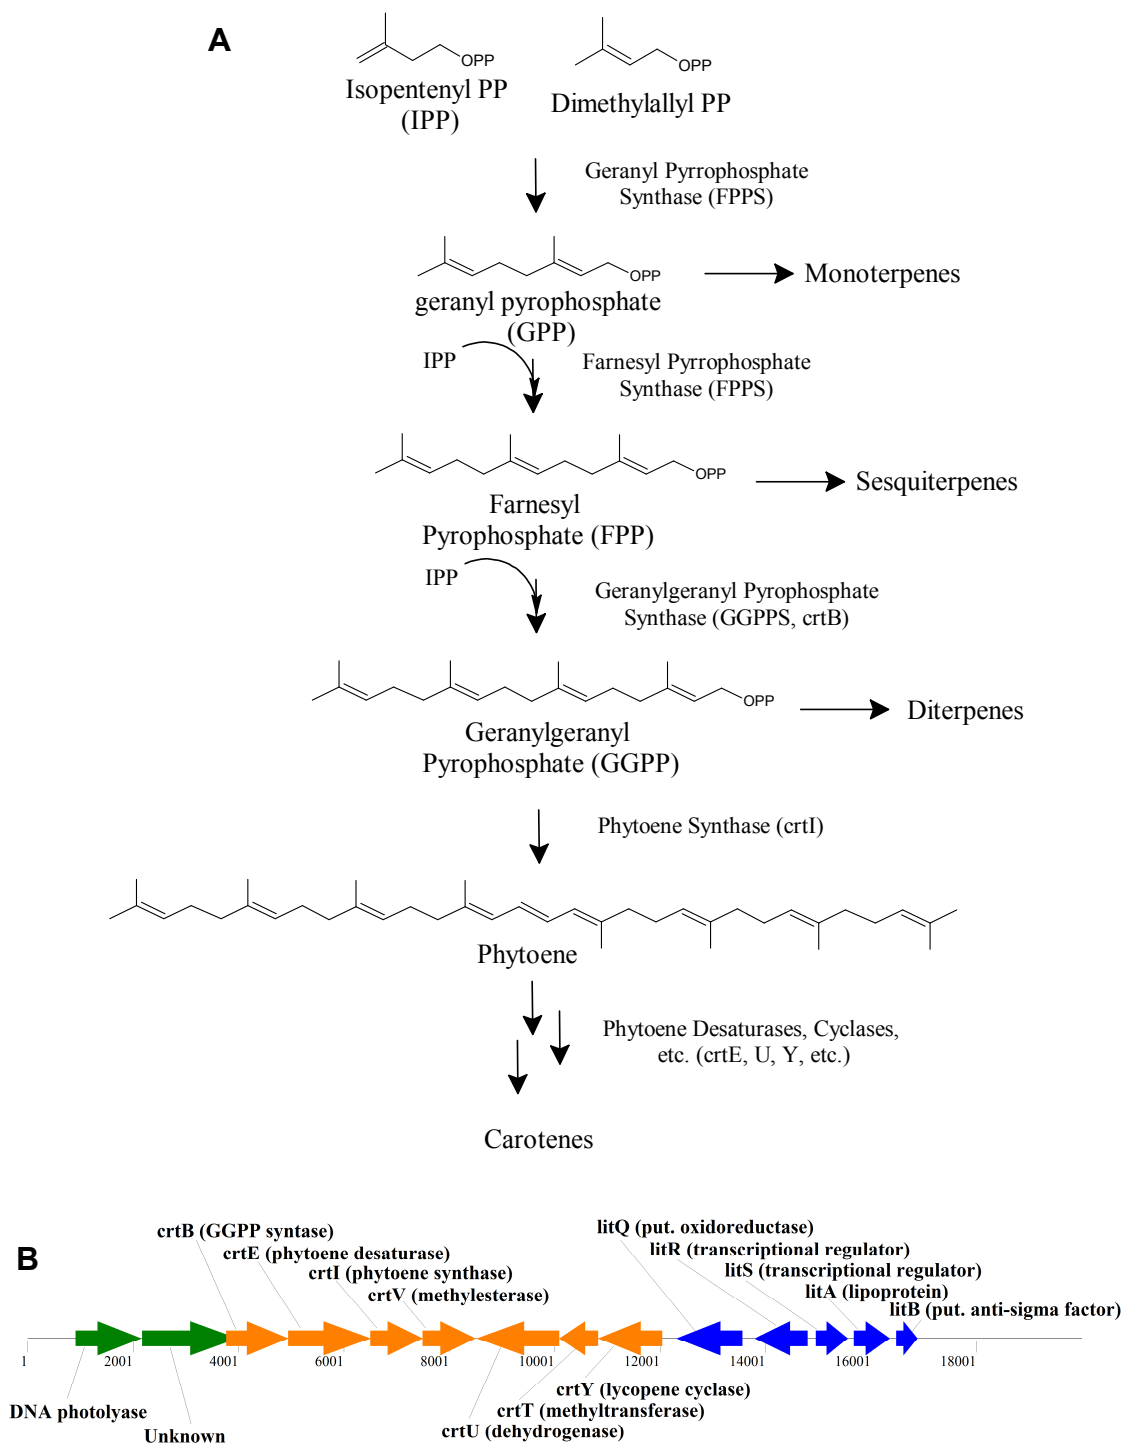 A
OPP
OPP
Isopentenyl PP
(IPP)
Dimethylallyl PP
Geranyl Pyrrophosphate
Synthase (FPPS)
OPP
Monoterpenes
geranyl pyrophosphate
(GPP)
IPP
Farnesyl Pyrrophosphate
Synthase (FPPS)
OPP
Sesquiterpenes
Farnesyl
Pyrophosphate (FPP)
IPP
Geranylgeranyl Pyrophosphate
Synthase (GGPPS, crtB)
OPP
Diterpenes
Geranylgeranyl
Pyrophosphate (GGPP)
Phytoene Synthase (crtI)
Phytoene
Phytoene Desaturases, Cyclases,
etc. (crtE, U, Y, etc.)
Carotenes
B
crtB (GGPP syntase)
crtE (phytoene desaturase)
crtI (phytoene synthase)
crtV (methylesterase)
litQ (put. oxidoreductase)
litR (transcriptional regulator)
litS (transcriptional regulator)
litA (lipoprotein)
litB (put. anti-sigma factor)
1 2001 4001 6001 8001 10001 12001 14001 16001 18001
crtY (lycopene cyclase)
crtT (methyltransferase)
crtU (dehydrogenase)
DNA photolyase
Unknown